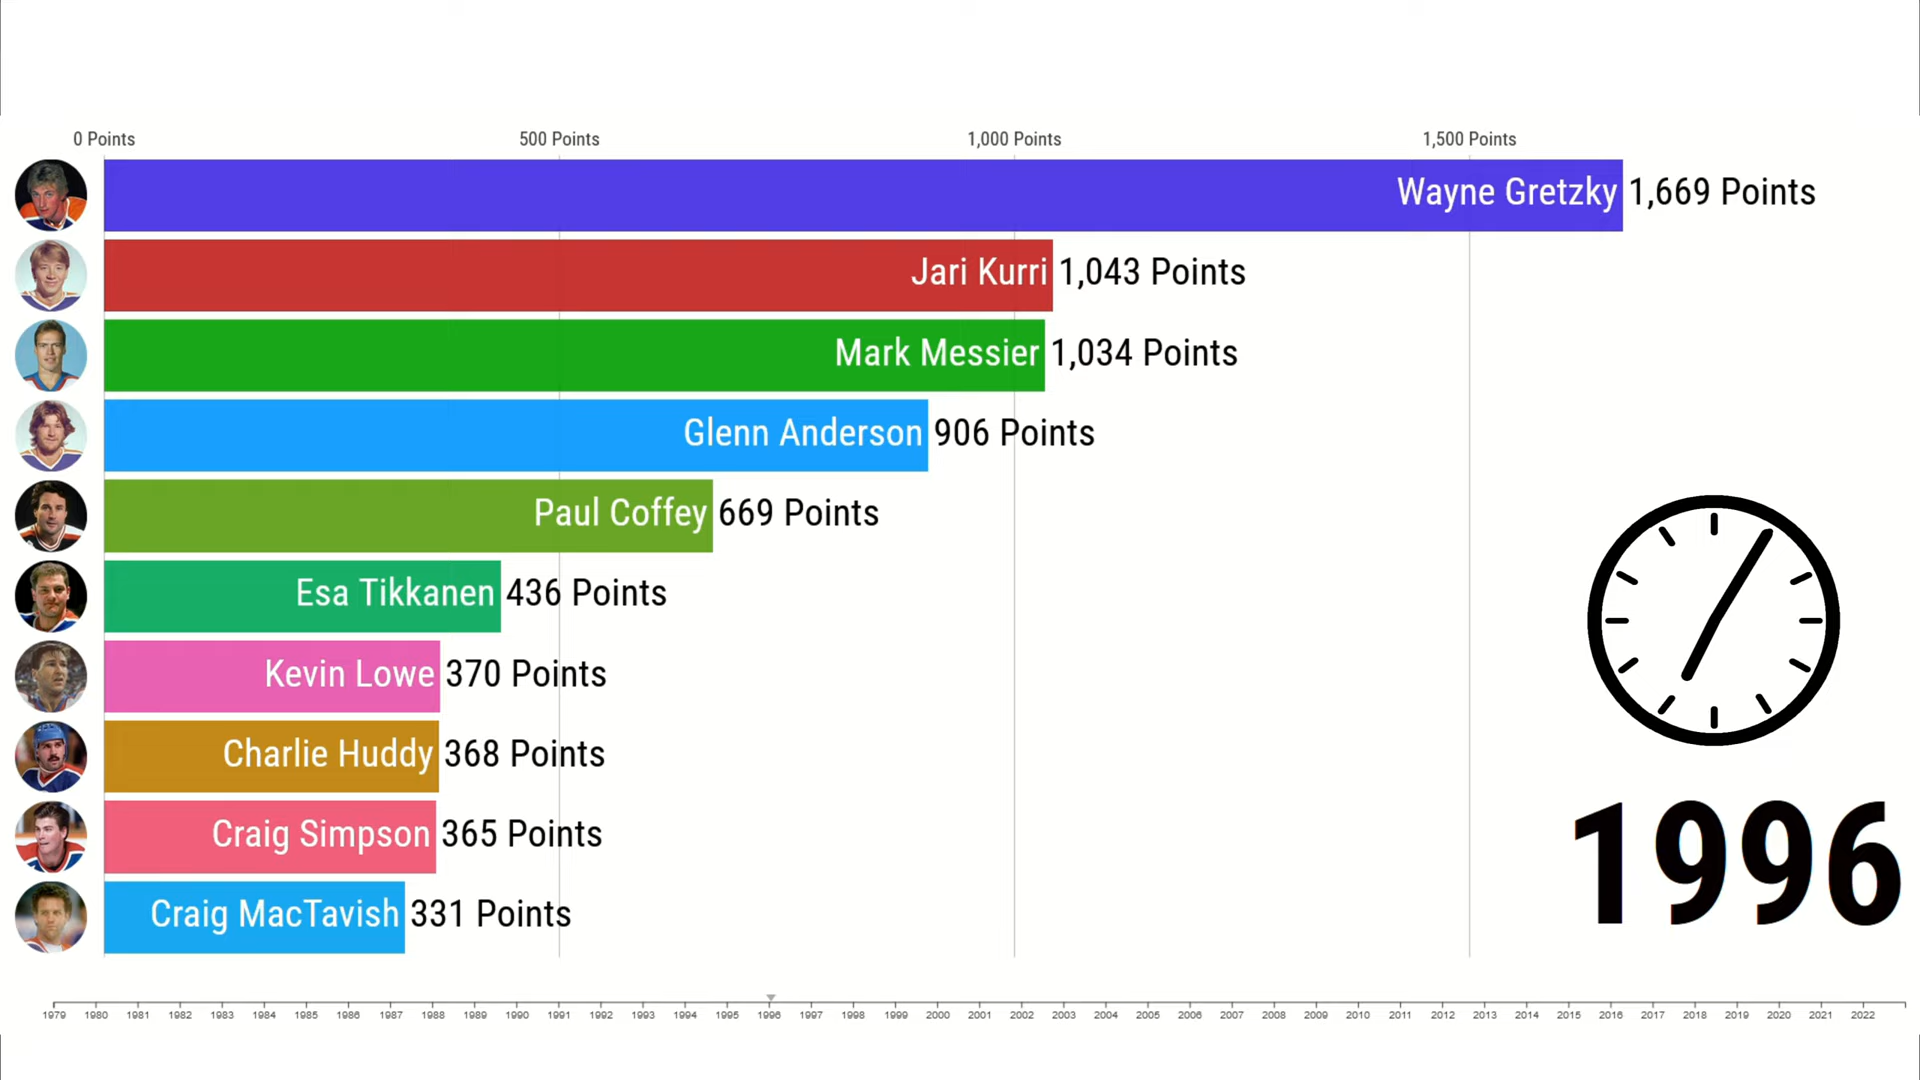 0 Points 500 Points 1,000 Points 1,500 Points
Wayne Gretzky 1,669 Points
Jari Kurri 1,043 Points
Mark Messier 1,034 Points
Glenn Anderson 906 Points
Paul Coffey 669 Points
Esa Tikkanen 436 Points
Kevin Lowe 370 Points
Charlie Huddy 368 Points
Craig Simpson 365 Points
Craig MacTavish 331 Points
1996
1979 1980 1981 1982 1983 1984 1985 1986 1987 1988 1989 1990 1991 1992 1993 1994 1995 1996 1997 1998 1999 2000 2001 2002 2003 2004 2005 2006 2007 2008 2009 2010 2011 2012 2013 2014 2015 2016 2017 2018 2019 2020 2021 2022